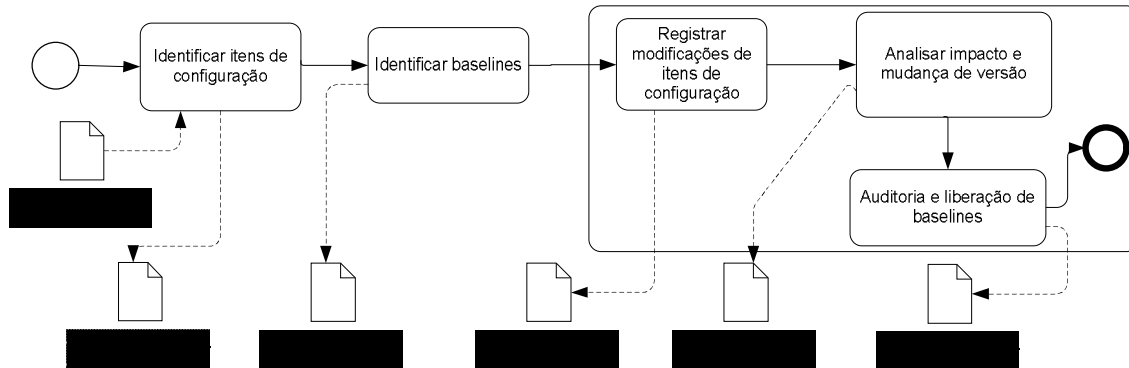 Identificar itens de
configuração
Identificar baselines
Registrar
modificações de
itens de
configuração
Analisar impacto e
mudança de versão
Auditoria e liberação de
baselines